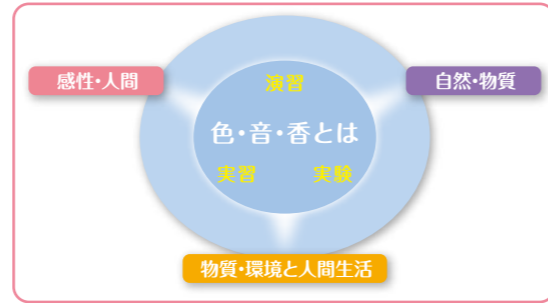 演習
感性・人間
自然・物質
色・音・香とは
実習
実験
物質・環境と人間生活